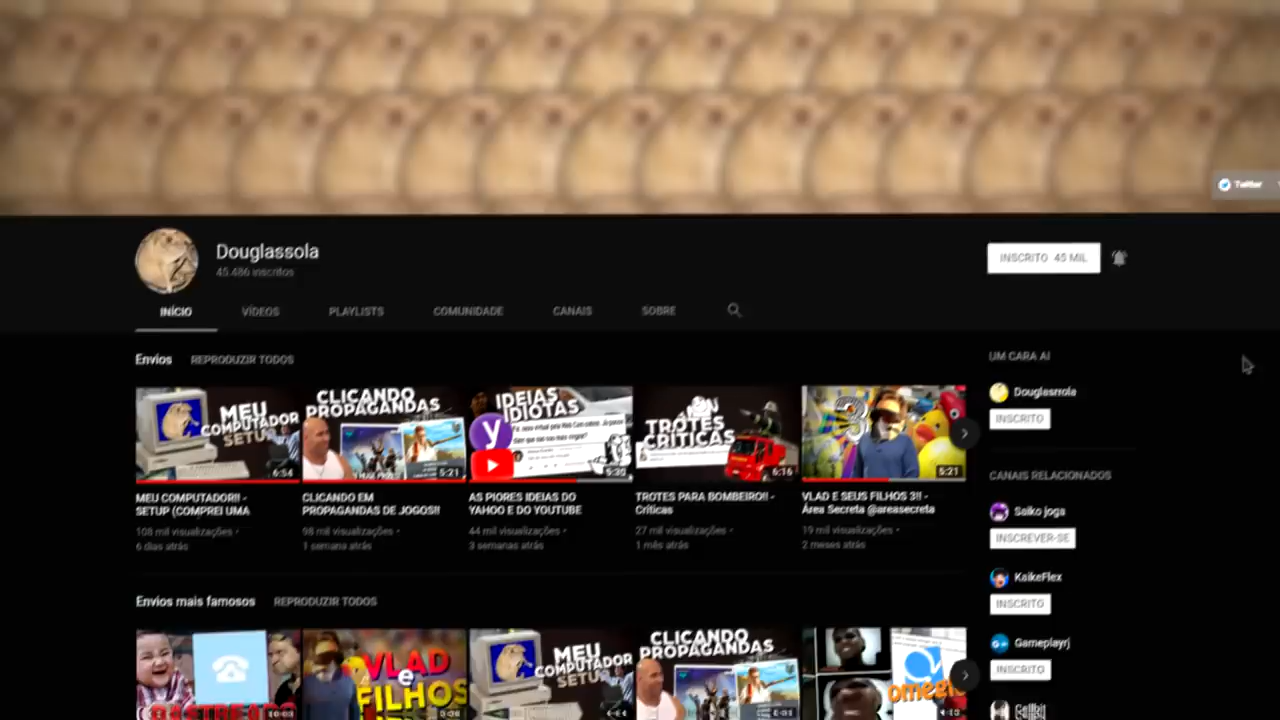 Twitter
Douglassola
45.486 inscritos
INSCRITO 45 MIL
INÍCIO VÍDEOS PLAYLISTS COMUNIDADE CANAIS SOBRE
Envios REPRODUZIR TODOS
MEU
COMPUTADOR
SETUP
6:54
CLICANDO
PROPAGANDAS
5:21
IDEIAS
IDIOTAS
5:20
TROTES
CRÍTICAS
6:16
3
5:21
MEU COMPUTADOR!! -
SETUP (COMPREI UMA
108 mil visualizações •
6 dias atrás
CLICANDO EM
PROPAGANDAS DE JOGOS!!
98 mil visualizações •
1 semana atrás
AS PIORES IDEIAS DO
YAHOO E DO YOUTUBE
44 mil visualizações •
3 semanas atrás
TROTES PARA BOMBEIRO!! -
Críticas
27 mil visualizações •
1 mês atrás
VLAD E SEUS FILHOS 3!! -
Área Secreta @areasecreta
19 mil visualizações •
2 meses atrás
Envios mais famosos REPRODUZIR TODOS
VLAD
e
FILHOS
MEU
COMPUTADOR
SETUP
CLICANDO
PROPAGANDAS
omegle
UM CARA AI
Douglasmola
INSCRITO
CANAIS RELACIONADOS
Saiko joga
INSCREVER-SE
KaikeFlex
INSCRITO
Gameplayrj
INSCRITO